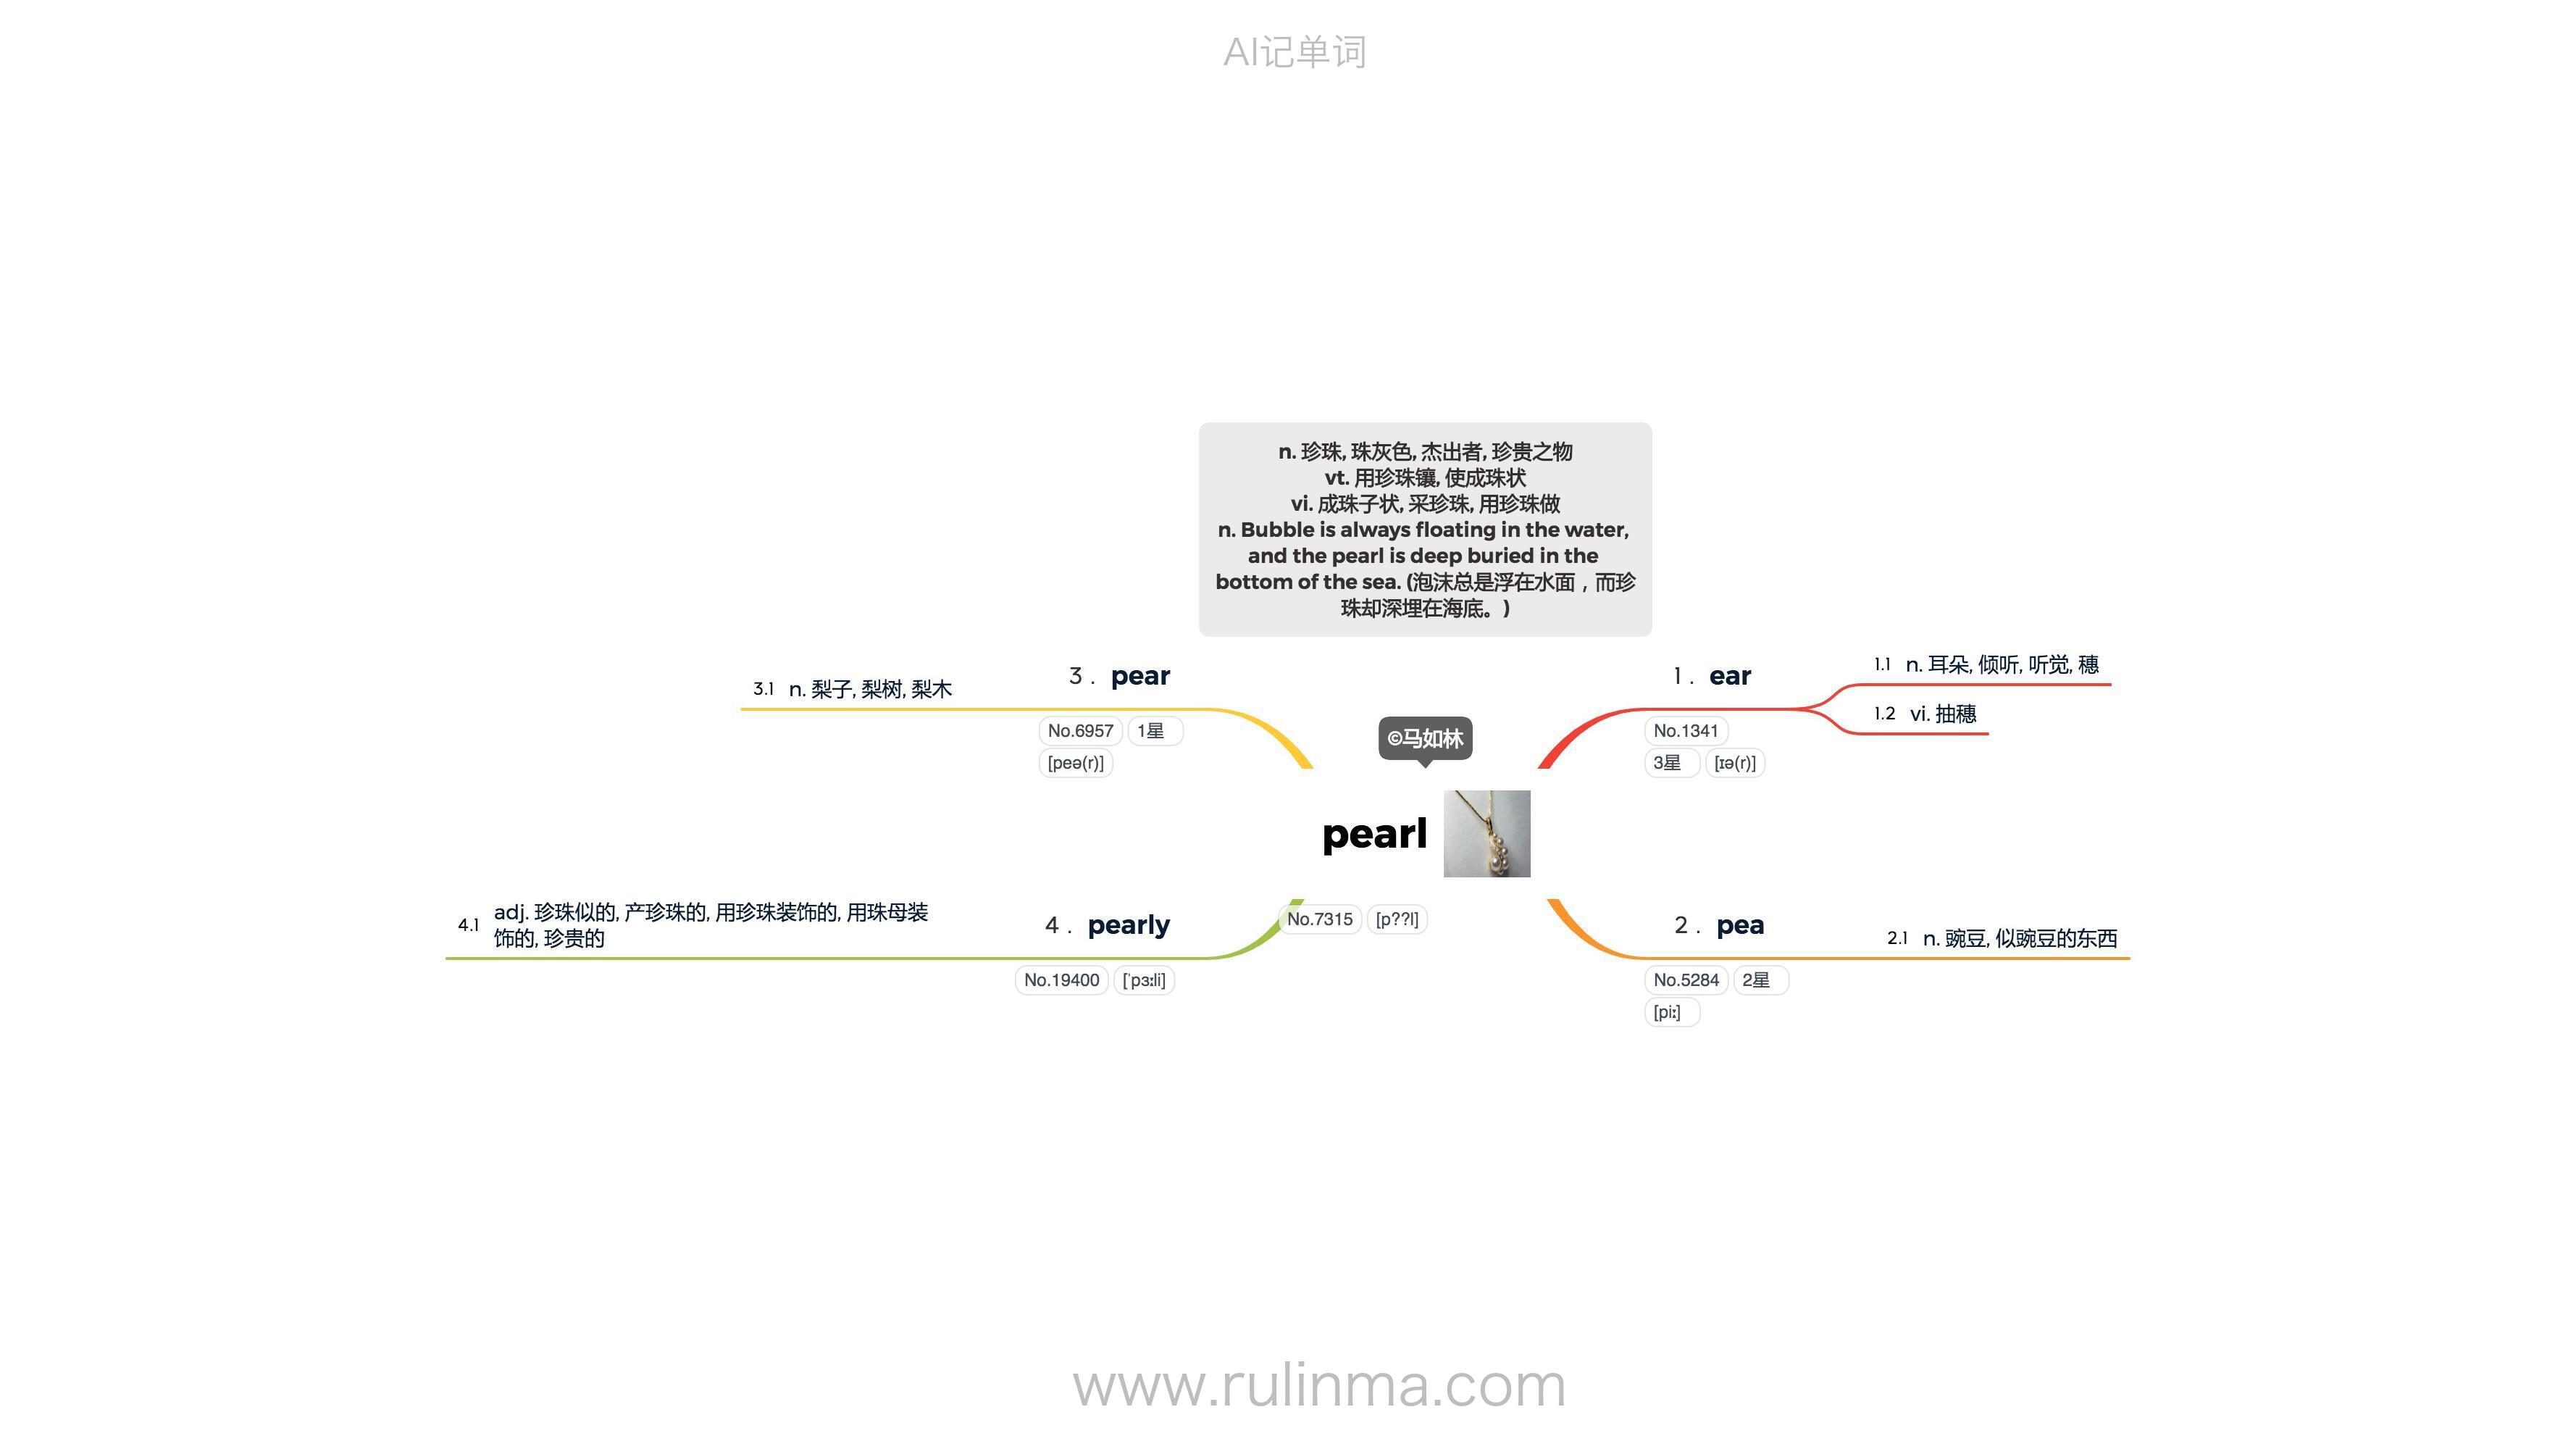 AI记单词
n. 珍珠, 珠灰色, 杰出者, 珍贵之物
vt. 用珍珠镶, 使成珠状
vi. 成珠子状, 采珍珠, 用珍珠做
n. Bubble is always floating in the water,
and the pearl is deep buried in the
bottom of the sea. (泡沫总是浮在水面，而珍
珠却深埋在海底。)
©马如林
pearl
No.7315 [p??l]
1 . ear
No.1341
3星 [ɪə(r)]
1.1 n. 耳朵, 倾听, 听觉, 穗
1.2 vi. 抽穗
2 . pea
No.5284 2星
[piː]
2.1 n. 豌豆, 似豌豆的东西
3 . pear
No.6957 1星
[peə(r)]
3.1 n. 梨子, 梨树, 梨木
4 . pearly
No.19400 [ˈpɜːli]
4.1 adj. 珍珠似的, 产珍珠的, 用珍珠装饰的, 用珠母装
饰的, 珍贵的
www.rulinma.com